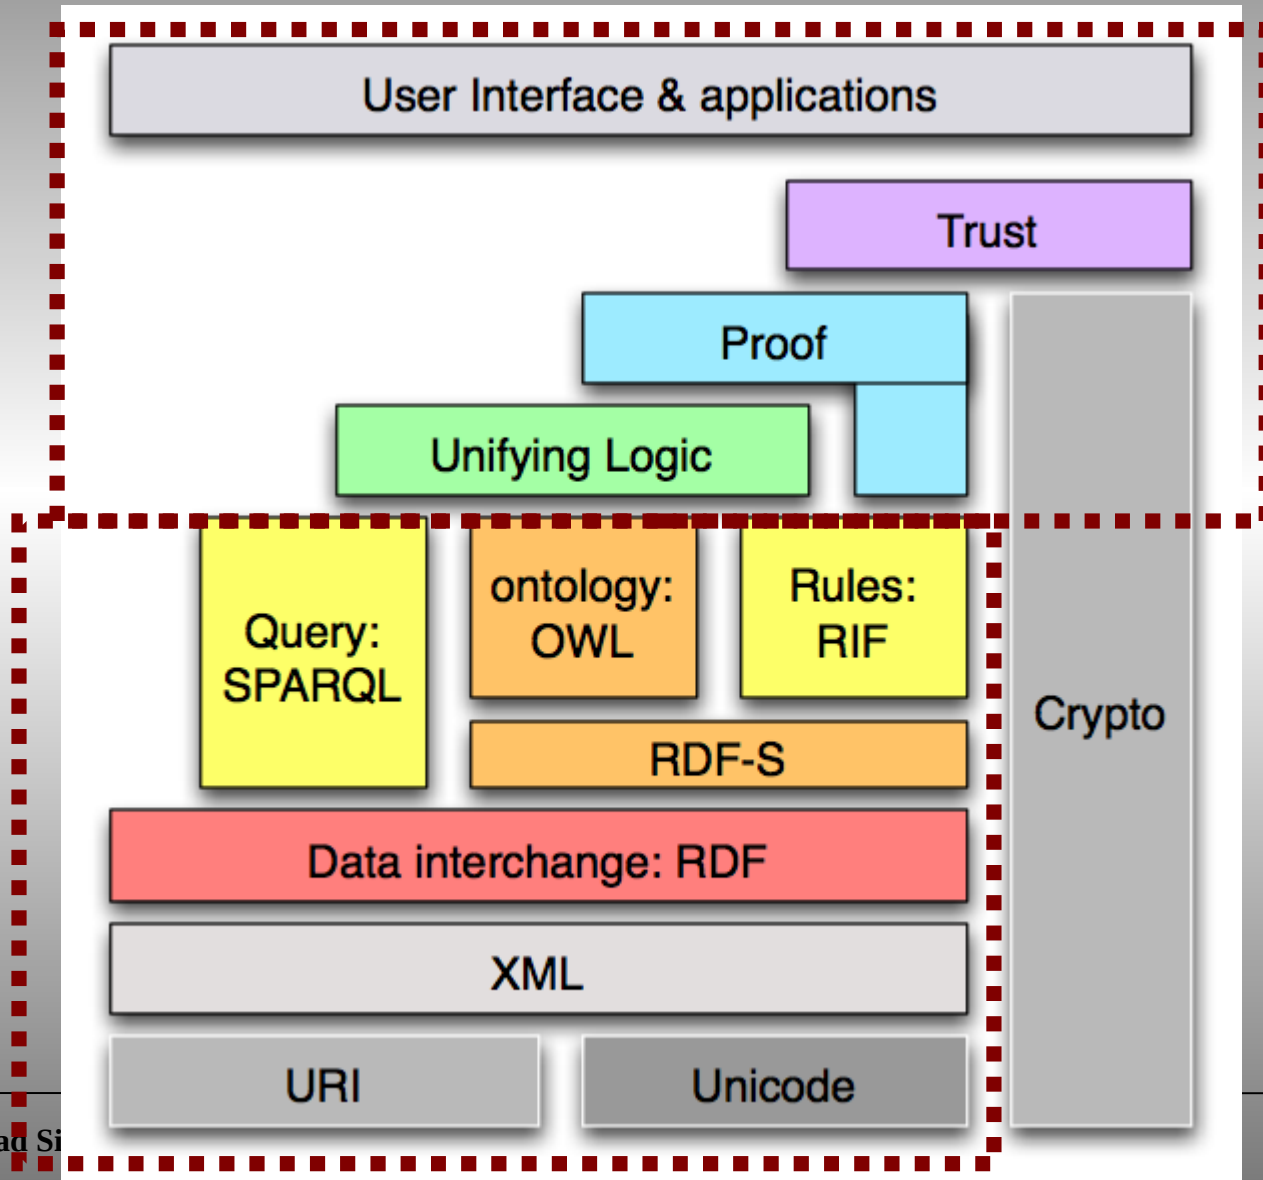 User Interface & applications
Trust
Proof
Unifying Logic
Query:
SPARQL
ontology:
OWL
Rules:
RIF
Crypto
RDF-S
Data interchange: RDF
XML
URI
Unicode